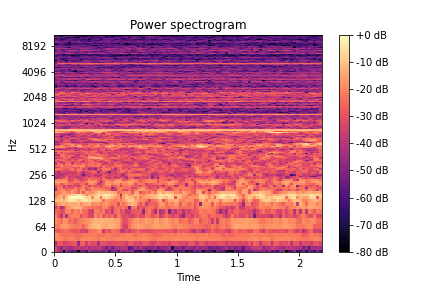 Power spectrogram
8192
4096
2048
1024
512
256
128
64
0
Hz
0
0.5
1
1.5
2
Time
+0 dB
-10 dB
-20 dB
-30 dB
-40 dB
-50 dB
-60 dB
-70 dB
-80 dB